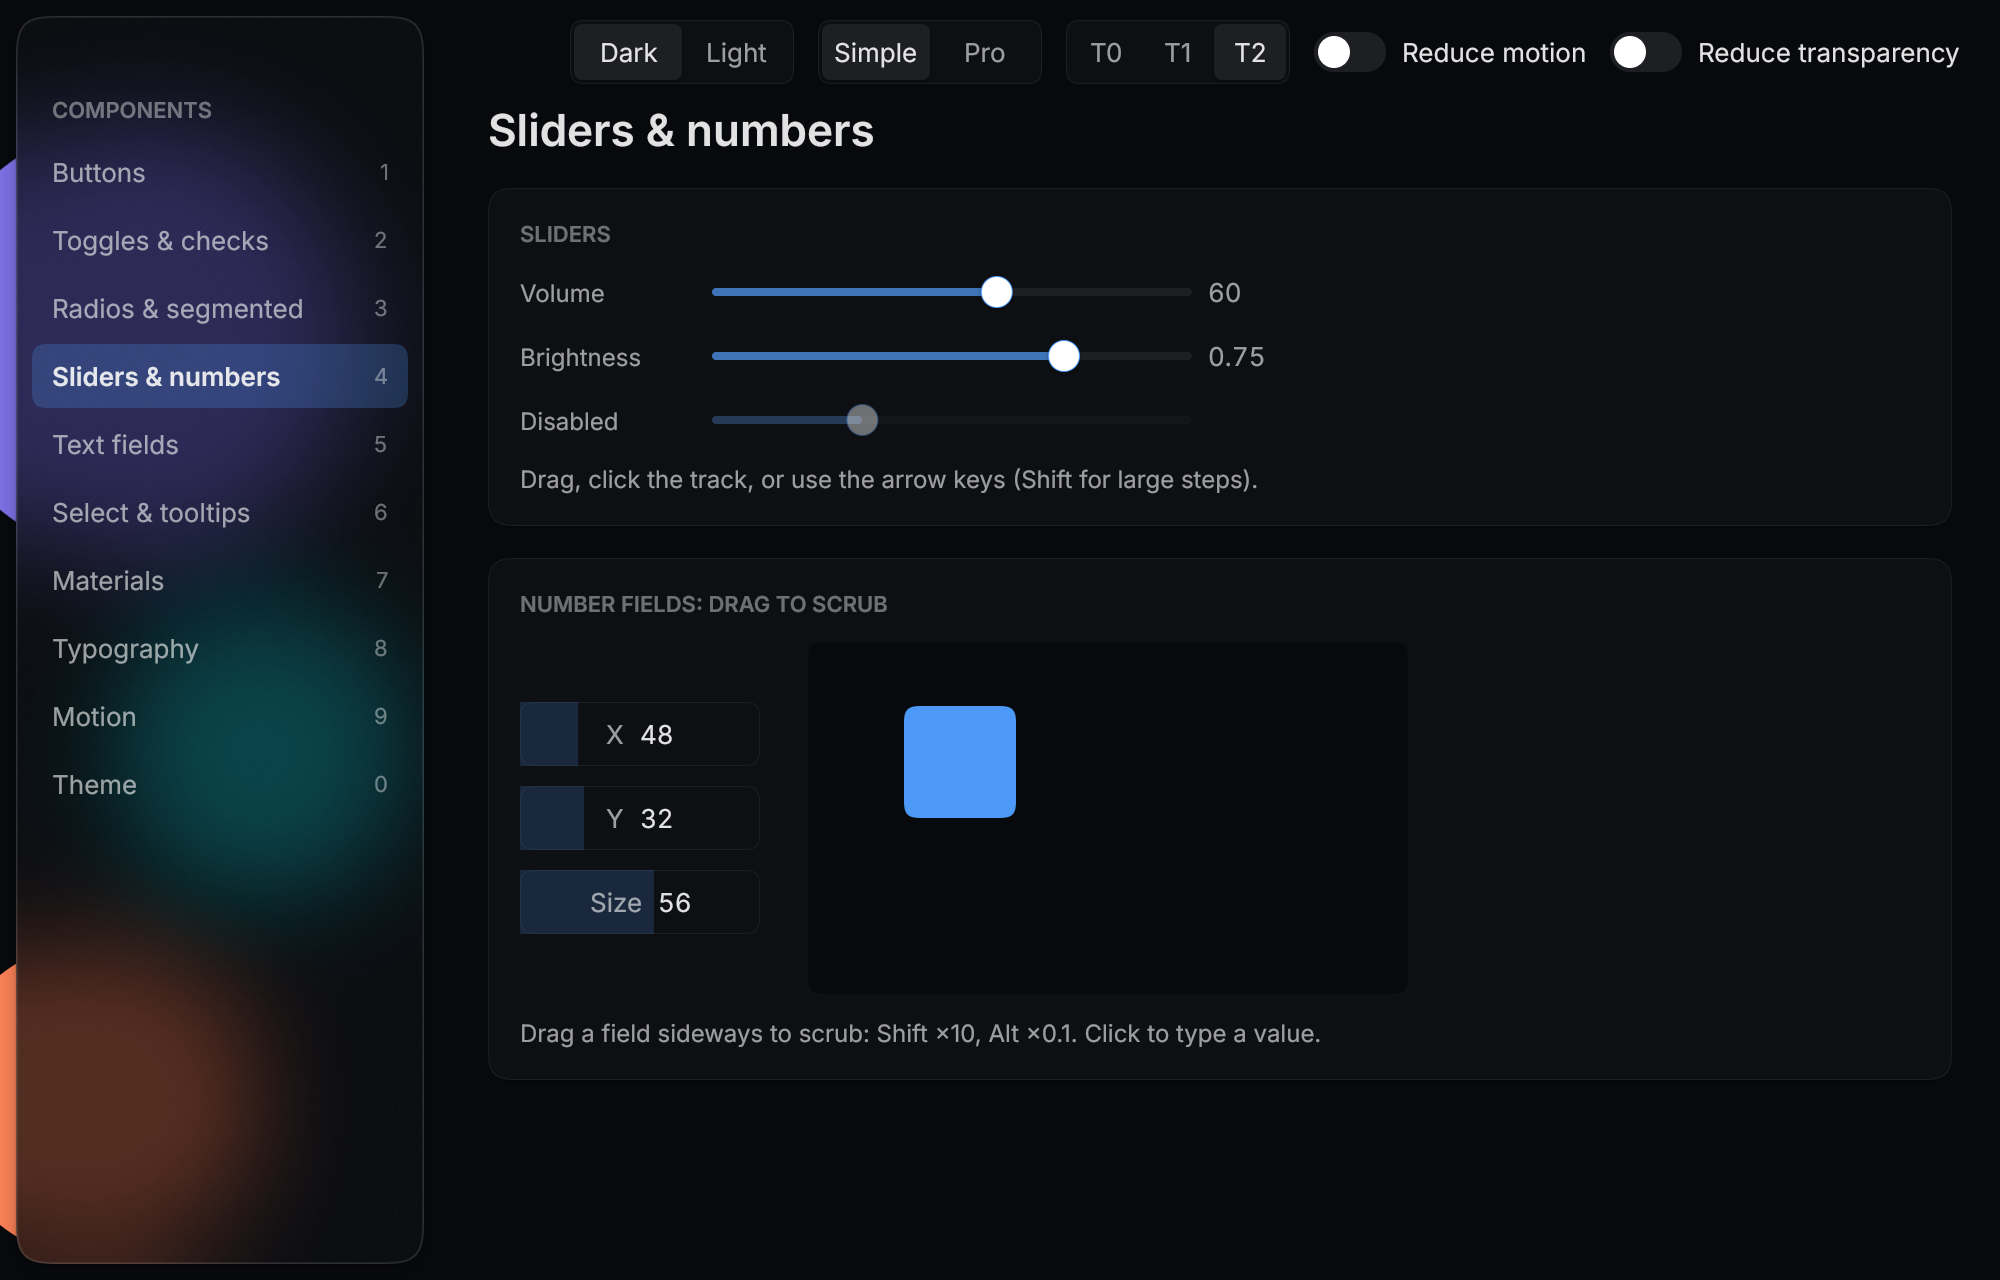 Dark Light Simple Pro T0 T1 T2 Reduce motion Reduce transparency
COMPONENTS
Buttons 1
Toggles & checks 2
Radios & segmented 3
Sliders & numbers 4
Text fields 5
Select & tooltips 6
Materials 7
Typography 8
Motion 9
Theme 0
Sliders & numbers
SLIDERS
Volume 60
Brightness 0.75
Disabled
Drag, click the track, or use the arrow keys (Shift for large steps).
NUMBER FIELDS: DRAG TO SCRUB
X 48
Y 32
Size 56
Drag a field sideways to scrub: Shift ×10, Alt ×0.1. Click to type a value.